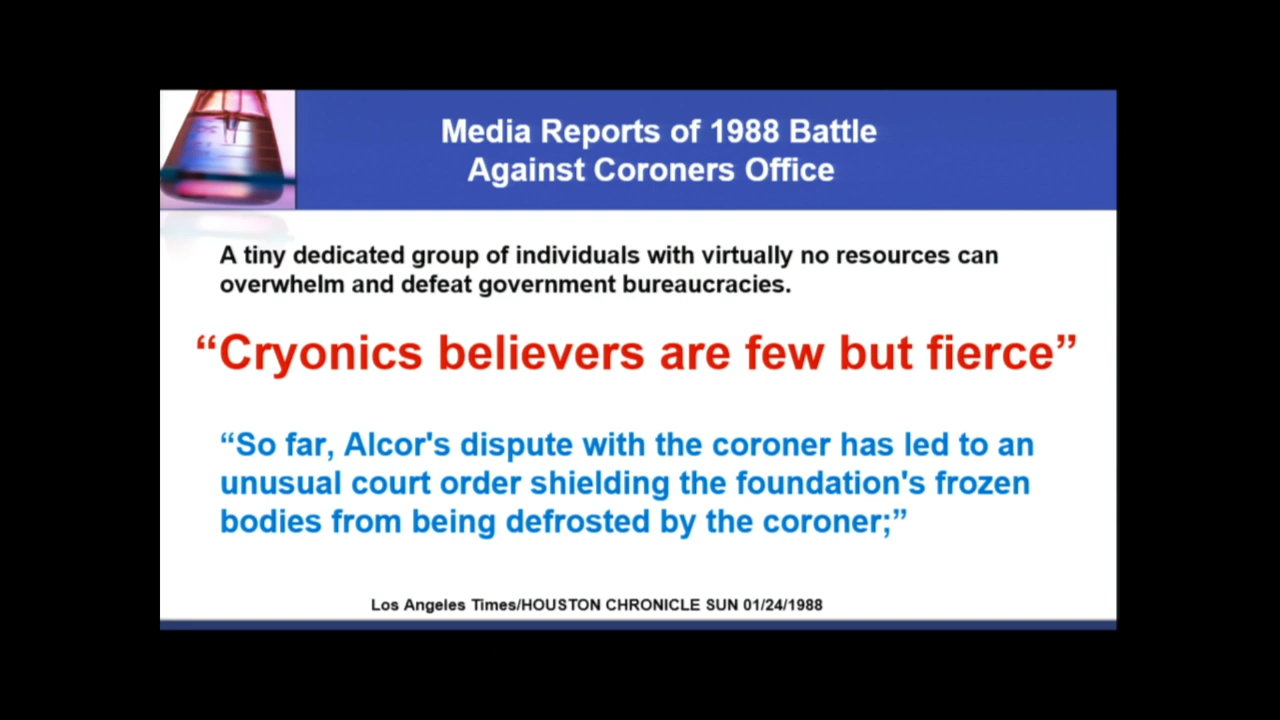 Media Reports of 1988 Battle
Against Coroners Office
A tiny dedicated group of individuals with virtually no resources can
overwhelm and defeat government bureaucracies.
“Cryonics believers are few but fierce”
“So far, Alcor's dispute with the coroner has led to an
unusual court order shielding the foundation's frozen
bodies from being defrosted by the coroner;”
Los Angeles Times/HOUSTON CHRONICLE SUN 01/24/1988